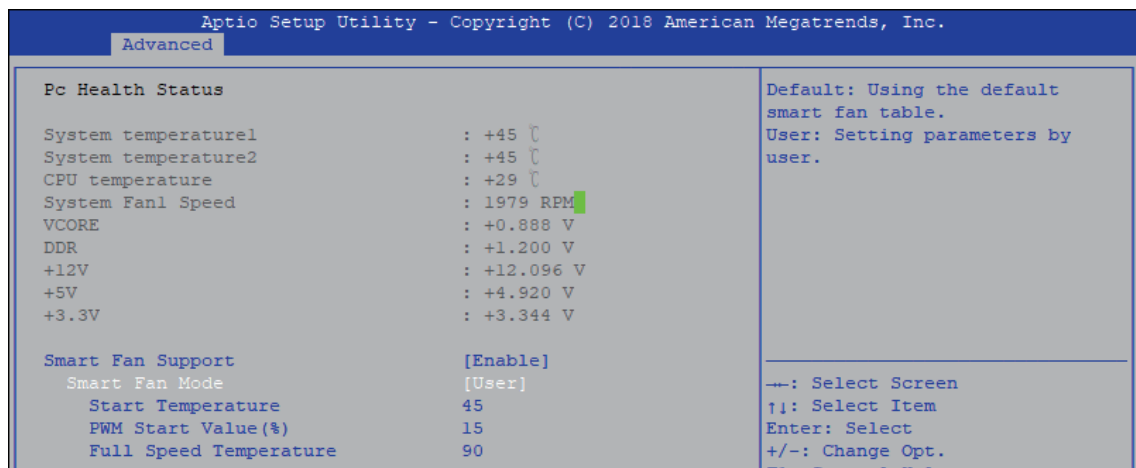 Aptio Setup Utility - Copyright (C) 2018 American Megatrends, Inc.
Advanced
Pc Health Status
System temperature1 : +45 ℃
System temperature2 : +45 ℃
CPU temperature : +29 ℃
System Fan1 Speed : 1979 RPM
VCORE : +0.888 V
DDR : +1.200 V
+12V : +12.096 V
+5V : +4.920 V
+3.3V : +3.344 V
Smart Fan Support [Enable]
Smart Fan Mode [User]
Start Temperature 45
PWM Start Value(%) 15
Full Speed Temperature 90
Default: Using the default
smart fan table.
User: Setting parameters by
user.
→←: Select Screen
↑↓: Select Item
Enter: Select
+/-: Change Opt.